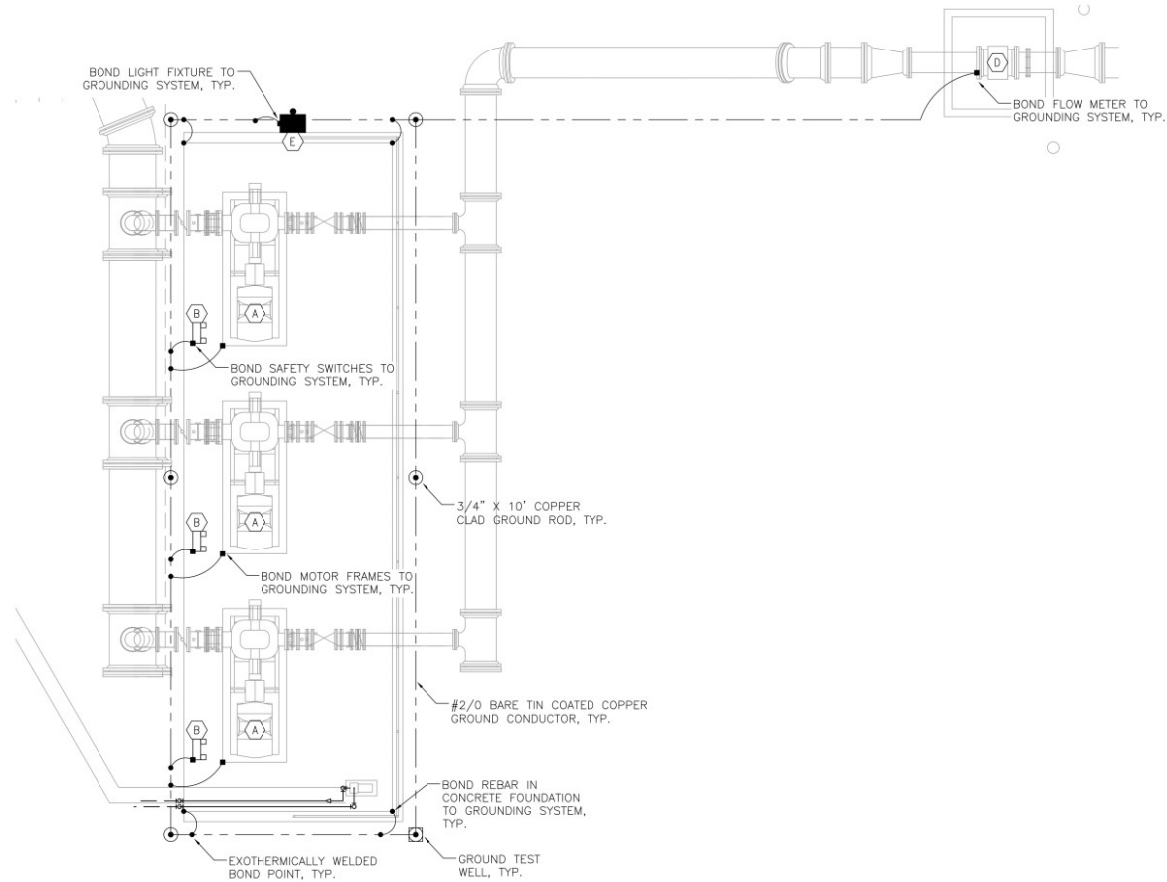 BOND LIGHT FIXTURE TO
GROUNDING SYSTEM, TYP.
D
BOND FLOW METER TO
GROUNDING SYSTEM, TYP.
E
B
A
BOND SAFETY SWITCHES TO
GROUNDING SYSTEM, TYP.
3/4" X 10' COPPER
CLAD GROUND ROD, TYP.
B
A
BOND MOTOR FRAMES TO
GROUNDING SYSTEM, TYP.
#2/0 BARE TIN COATED COPPER
GROUND CONDUCTOR, TYP.
B
A
BOND REBAR IN
CONCRETE FOUNDATION
TO GROUNDING SYSTEM,
TYP.
EXOTHERMICALLY WELDED
BOND POINT, TYP.
GROUND TEST
WELL, TYP.